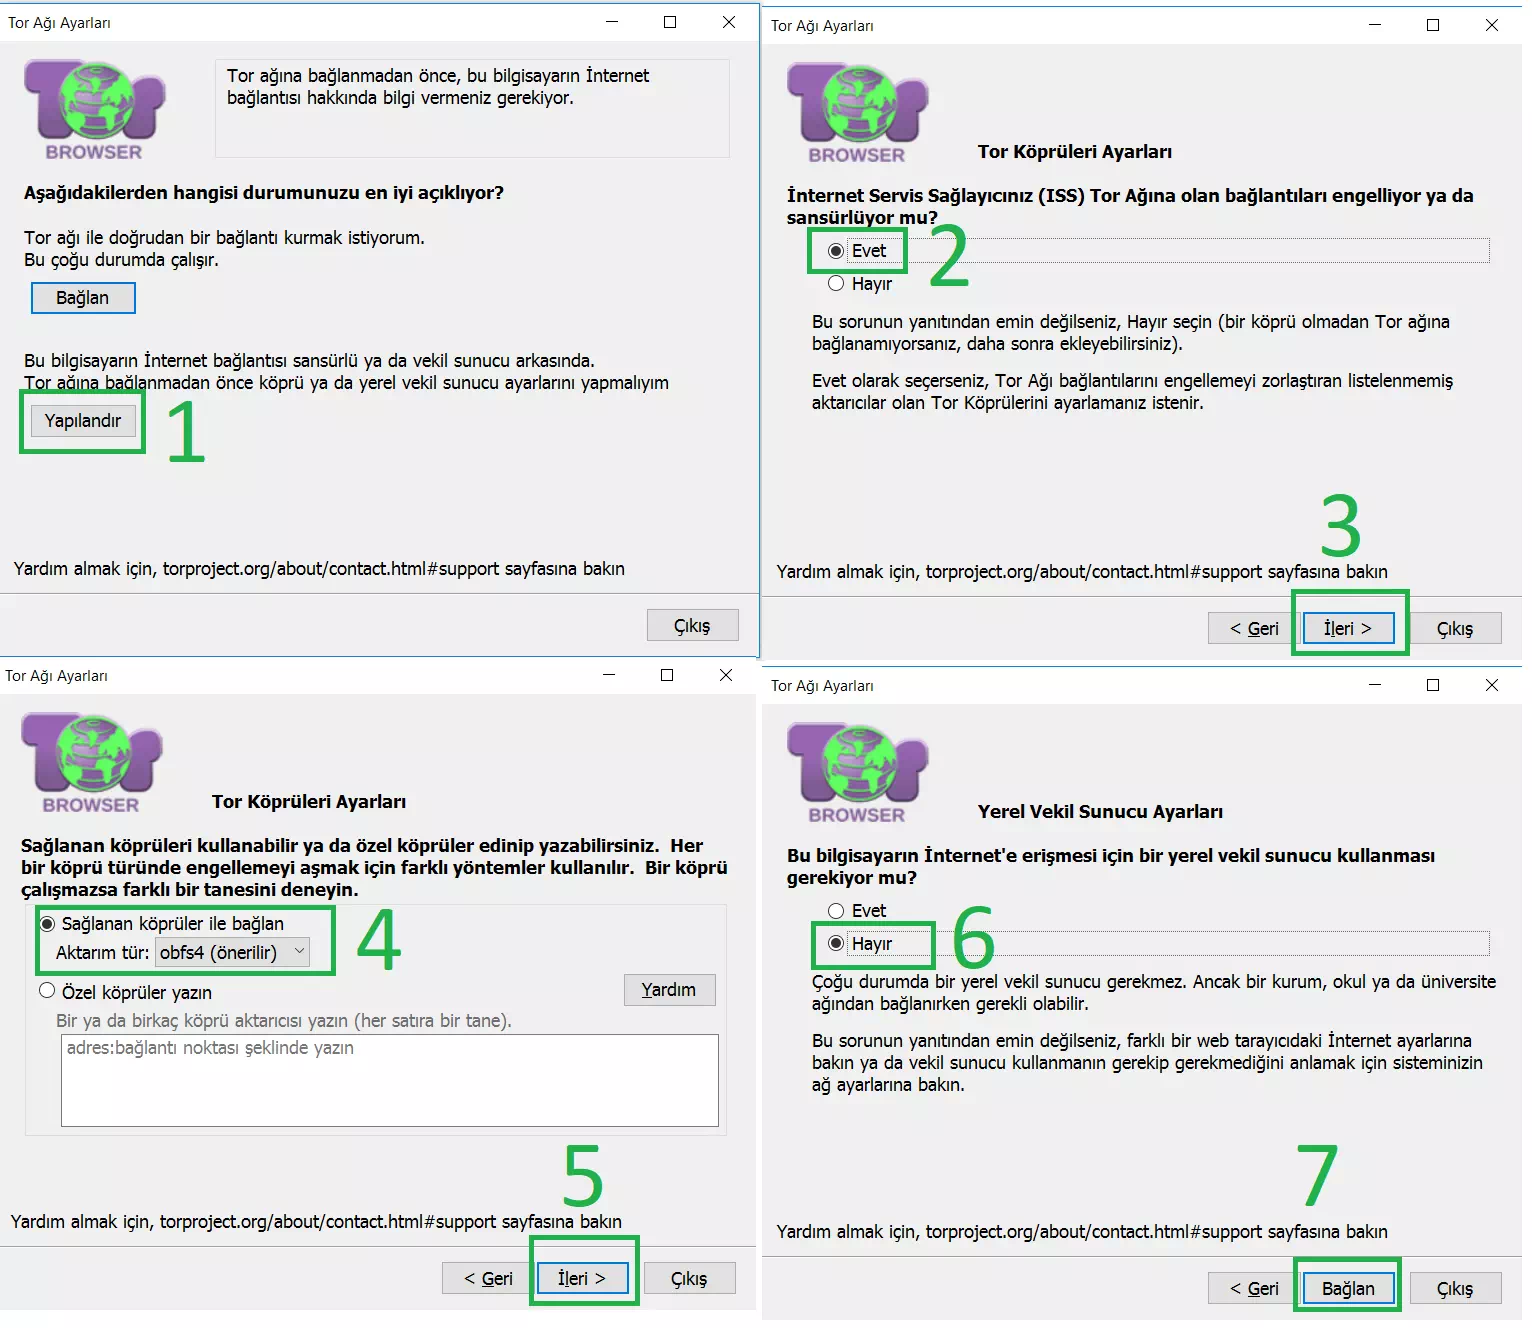 Tor Ağı Ayarları
Tor
BROWSER
Tor ağına bağlanmadan önce, bu bilgisayarın İnternet
bağlantısı hakkında bilgi vermeniz gerekiyor.
Aşağıdakilerden hangisi durumunuzu en iyi açıklıyor?
Tor ağı ile doğrudan bir bağlantı kurmak istiyorum.
Bu çoğu durumda çalışır.
Bağlan
Bu bilgisayarın İnternet bağlantısı sansürlü ya da vekil sunucu arkasında.
Tor ağına bağlanmadan önce köprü ya da yerel vekil sunucu ayarlarını yapmalıyım
Yapılandır 1
Yardım almak için, torproject.org/about/contact.html#support sayfasına bakın
Çıkış
Tor Ağı Ayarları
Tor
BROWSER
Tor Köprüleri Ayarları
İnternet Servis Sağlayıcınız (ISS) Tor Ağına olan bağlantıları engelliyor ya da
sansürlüyor mu?
Evet 2
Hayır
Bu sorunun yanıtından emin değilseniz, Hayır seçin (bir köprü olmadan Tor ağına
bağlanamıyorsanız, daha sonra ekleyebilirsiniz).
Evet olarak seçerseniz, Tor Ağı bağlantılarını engellemeyi zorlaştıran listelenmemiş
aktarıcılar olan Tor Köprülerini ayarlamanız istenir.
3
Yardım almak için, torproject.org/about/contact.html#support sayfasına bakın
< Geri İleri > Çıkış
Tor Ağı Ayarları
Tor
BROWSER
Tor Köprüleri Ayarları
Sağlanan köprüleri kullanabilir ya da özel köprüler edinip yazabilirsiniz. Her
bir köprü türünde engellemeyi aşmak için farklı yöntemler kullanılır. Bir köprü
çalışmazsa farklı bir tanesini deneyin.
Sağlanan köprüler ile bağlan
Aktarım tür: obfs4 (önerilir) 4
Özel köprüler yazın
Yardım
Bir ya da birkaç köprü aktarıcısı yazın (her satıra bir tane).
adres:bağlantı noktası şeklinde yazın
5
Yardım almak için, torproject.org/about/contact.html#support sayfasına bakın
< Geri İleri > Çıkış
Tor Ağı Ayarları
Tor
BROWSER
Yerel Vekil Sunucu Ayarları
Bu bilgisayarın İnternet'e erişmesi için bir yerel vekil sunucu kullanması
gerekiyor mu?
Evet
Hayır 6
Çoğu durumda bir yerel vekil sunucu gerekmez. Ancak bir kurum, okul ya da üniversite
ağından bağlanırken gerekli olabilir.
Bu sorunun yanıtından emin değilseniz, farklı bir web tarayıcıdaki İnternet ayarlarına
bakın ya da vekil sunucu kullanmanın gerekip gerekmediğini anlamak için sisteminizin
ağ ayarlarına bakın.
7
Yardım almak için, torproject.org/about/contact.html#support sayfasına bakın
< Geri Bağlan Çıkış